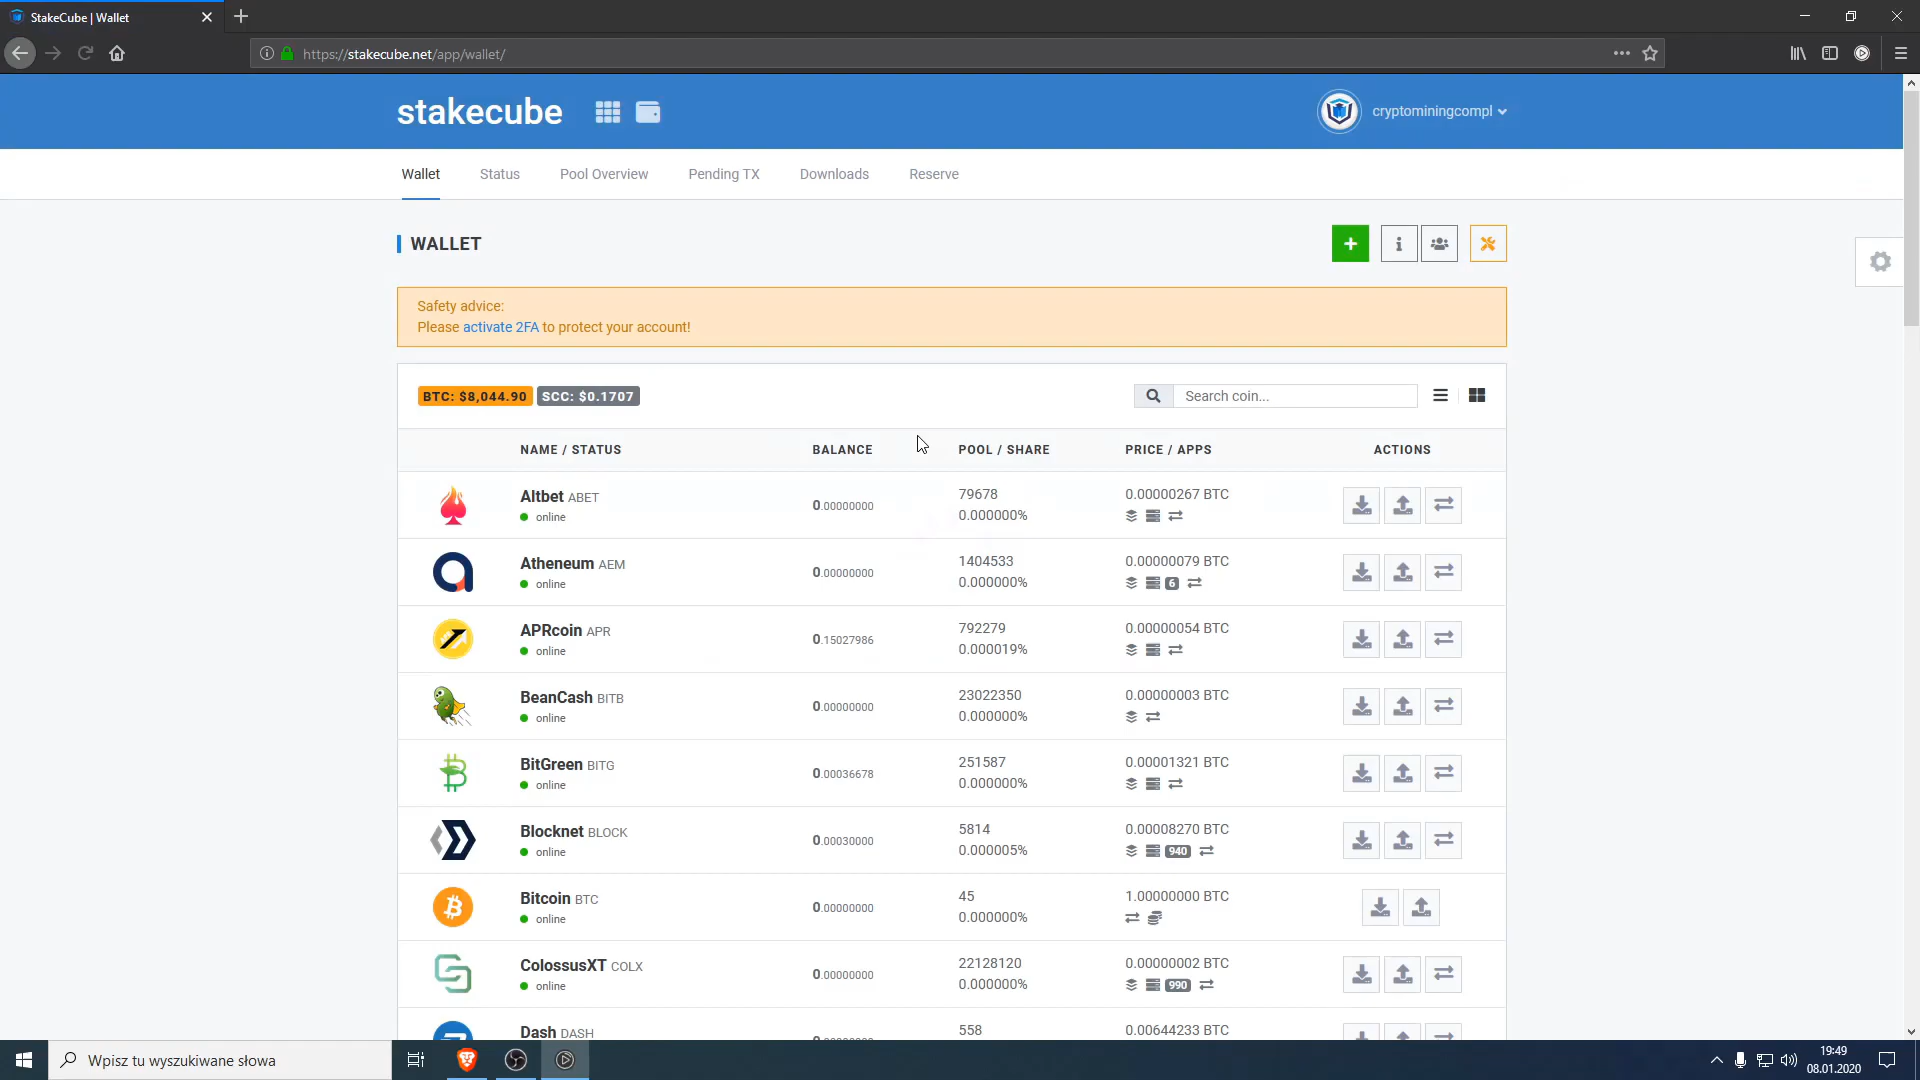 StakeCube | Wallet
https://stakecube.net/app/wallet/
stakecube
cryptominingcompl
Wallet Status Pool Overview Pending TX Downloads Reserve
WALLET
Safety advice:
Please activate 2FA to protect your account!
BTC: $8,044.90 SCC: $0.1707 Search coin...
NAME / STATUS BALANCE POOL / SHARE PRICE / APPS ACTIONS
Altbet ABET 0.00000000 79678 0.00000267 BTC
online 0.000000%
Atheneum AEM 0.00000000 1404533 0.00000079 BTC
online 0.000000% 6
APRcoin APR 0.15027986 792279 0.00000054 BTC
online 0.000019%
BeanCash BITB 0.00000000 23022350 0.00000003 BTC
online 0.000000%
BitGreen BITG 0.00036678 251587 0.00001321 BTC
online 0.000000%
Blocknet BLOCK 0.00030000 5814 0.00008270 BTC
online 0.000005% 940
Bitcoin BTC 0.00000000 45 1.00000000 BTC
online 0.000000%
ColossusXT COLX 0.00000000 22128120 0.00000002 BTC
online 0.000000% 990
Dash DASH 558 0.00644233 BTC
Wpisz tu wyszukiwane słowa
19:49
08.01.2020